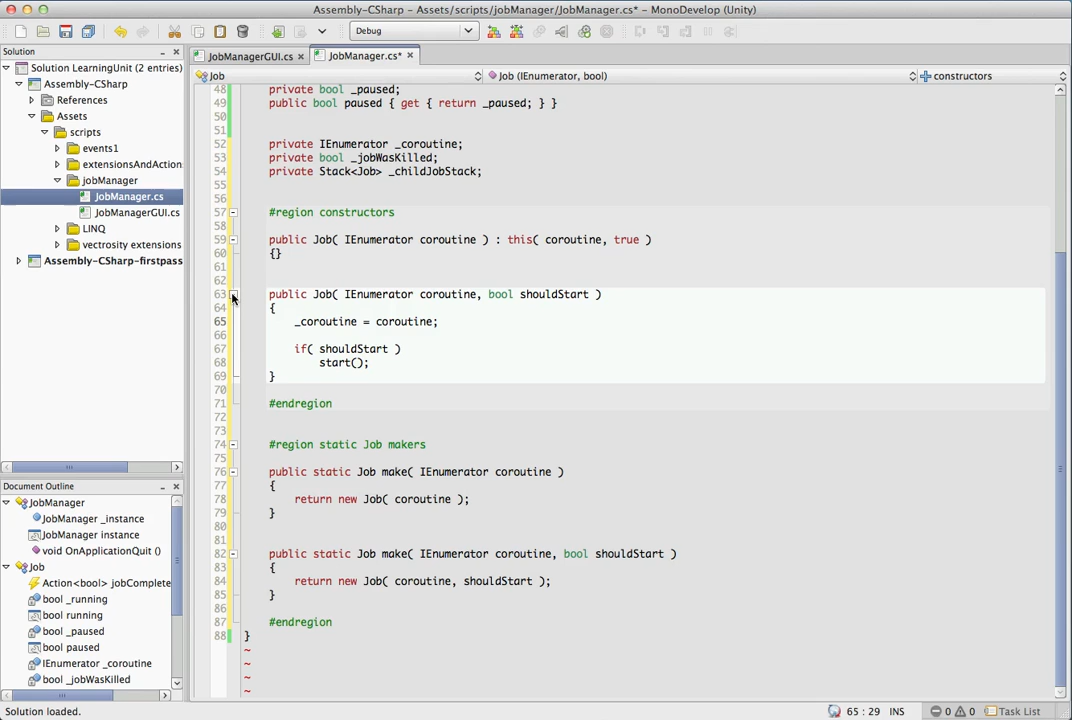 Assembly-CSharp - Assets/scripts/jobManager/JobManager.cs* - MonoDevelop (Unity)
Debug
Solution
Solution LearningUnit (2 entries)
Assembly-CSharp
References
Assets
scripts
events1
extensionsAndAction
jobManager
JobManager.cs
JobManagerGUI.cs
LINQ
vectrosity extensions
Assembly-CSharp-firstpass
Document Outline
JobManager
JobManager _instance
JobManager instance
void OnApplicationQuit ()
Job
Action<bool> jobComplete
bool _running
bool running
bool _paused
bool paused
IEnumerator _coroutine
bool _jobWasKilled
JobManagerGUI.cs
JobManager.cs*
Job
Job (IEnumerator, bool)
constructors
48 private bool _paused;
49 public bool paused { get { return _paused; } }
50
51
52 private IEnumerator _coroutine;
53 private bool _jobWasKilled;
54 private Stack<Job> _childJobStack;
55
56
57 #region constructors
58
59 public Job( IEnumerator coroutine ) : this( coroutine, true )
60 {}
61
62
63 public Job( IEnumerator coroutine, bool shouldStart )
64 {
65 _coroutine = coroutine;
66
67 if( shouldStart )
68 start();
69 }
70
71 #endregion
72
73
74 #region static Job makers
75
76 public static Job make( IEnumerator coroutine )
77 {
78 return new Job( coroutine );
79 }
80
81
82 public static Job make( IEnumerator coroutine, bool shouldStart )
83 {
84 return new Job( coroutine, shouldStart );
85 }
86
87 #endregion
88 }
~
~
~
~
Solution loaded.
65 : 29
INS
0
0
Task List